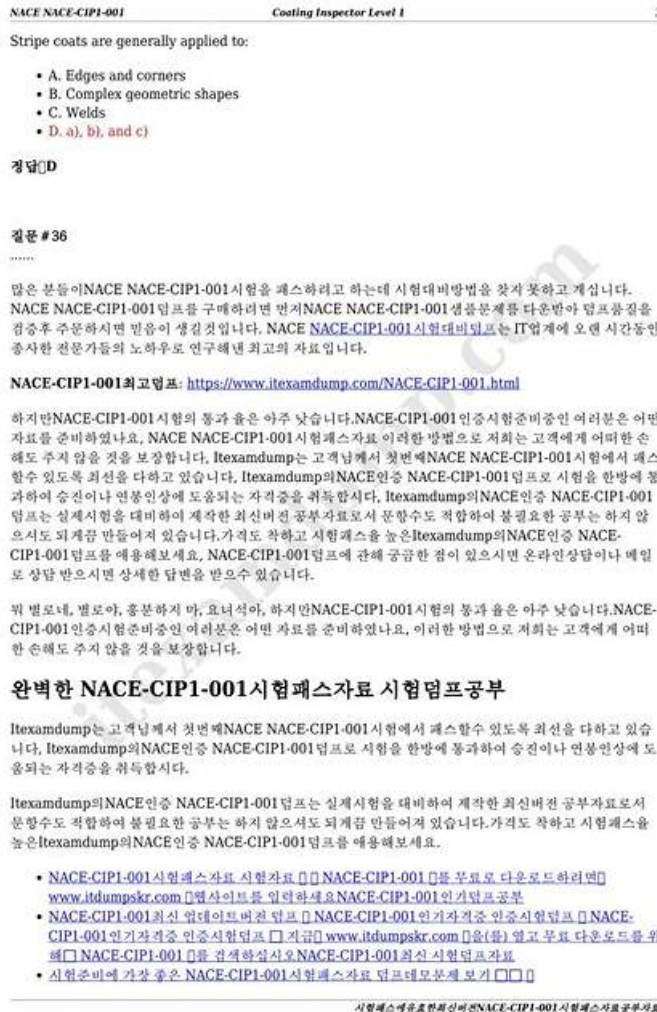 NACE NACE-CIP1-001 Coating Inspector Level 1
Stripe coats are generally applied to:
• A. Edges and corners
• B. Complex geometric shapes
• C. Welds
• D. a), b), and c)
정답▯D
질문 # 36
......
많은 분들이NACE NACE-CIP1-001시험을 패스하려고 하는데 시험대비방법을 찾지 못하고 계십니다.
NACE NACE-CIP1-001덤프를 구매하려면 먼저NACE NACE-CIP1-001샘플문제를 다운받아 덤프품질을
검증후 주문하시면 믿음이 생길것입니다. NACE NACE-CIP1-001시험대비덤프는 IT업계에 오랜 시간동안
종사한 전문가들의 노하우로 연구해낸 최고의 자료입니다.
NACE-CIP1-001최고덤프: https://www.itexamdump.com/NACE-CIP1-001.html
하지만NACE-CIP1-001시험의 통과 율은 아주 낮습니다.NACE-CIP1-001인증시험준비중인 여러분은 어떤
자료를 준비하였나요, NACE NACE-CIP1-001시험패스자료 이러한 방법으로 저희는 고객에게 어떠한 손
해도 주지 않을 것을 보장합니다, Itexamdump는 고객님께서 첫번째NACE NACE-CIP1-001시험에서 패스
할수 있도록 최선을 다하고 있습니다, Itexamdump의NACE인증 NACE-CIP1-001덤프로 시험을 한방에 통
과하여 승진이나 연봉인상에 도움되는 자격증을 취득합시다, Itexamdump의NACE인증 NACE-CIP1-001
덤프는 실제시험을 대비하여 제작한 최신버전 공부자료로서 문항수도 적합하여 불필요한 공부는 하지 않
으셔도 되게끔 만들어져 있습니다.가격도 착하고 시험패스율 높은Itexamdump의NACE인증 NACE-
CIP1-001덤프를 애용해보세요, NACE-CIP1-001덤프에 관해 궁금한 점이 있으시면 온라인상담이나 메일
로 상담 받으시면 상세한 답변을 받으수 있습니다.
뭐 별로네, 별로야, 흥분하지 마, 요녀석아, 하지만NACE-CIP1-001시험의 통과 율은 아주 낮습니다.NACE-
CIP1-001인증시험준비중인 여러분은 어떤 자료를 준비하였나요, 이러한 방법으로 저희는 고객에게 어떠
한 손해도 주지 않을 것을 보장합니다.
완벽한 NACE-CIP1-001시험패스자료 시험덤프공부
Itexamdump는 고객님께서 첫번째NACE NACE-CIP1-001시험에서 패스할수 있도록 최선을 다하고 있습
니다, Itexamdump의NACE인증 NACE-CIP1-001덤프로 시험을 한방에 통과하여 승진이나 연봉인상에 도
움되는 자격증을 취득합시다.
Itexamdump의NACE인증 NACE-CIP1-001덤프는 실제시험을 대비하여 제작한 최신버전 공부자료로서
문항수도 적합하여 불필요한 공부는 하지 않으셔도 되게끔 만들어져 있습니다.가격도 착하고 시험패스율
높은Itexamdump의NACE인증 NACE-CIP1-001덤프를 애용해보세요.
• NACE-CIP1-001시험패스자료 시험자료 ▯ ▯ NACE-CIP1-001 ▯를 무료로 다운로드하려면▯
www.itdumpskr.com ▯웹사이트를 입력하세요NACE-CIP1-001인기덤프공부
• NACE-CIP1-001최신 업데이트버전 덤프 ▯ NACE-CIP1-001인기자격증 인증시험덤프 ▯ NACE-
CIP1-001인기자격증 인증시험덤프 ▯ 지금▯ www.itdumpskr.com ▯을(를) 열고 무료 다운로드를 위
해▯ NACE-CIP1-001 ▯를 검색하십시오NACE-CIP1-001최신 시험덤프자료
• 시험준비에 가장 좋은 NACE-CIP1-001시험패스자료 덤프데모문제 보기 ▯▯▯ ▯
시험패스에유효한최신버전NACE-CIP1-001시험패스자료공부자료